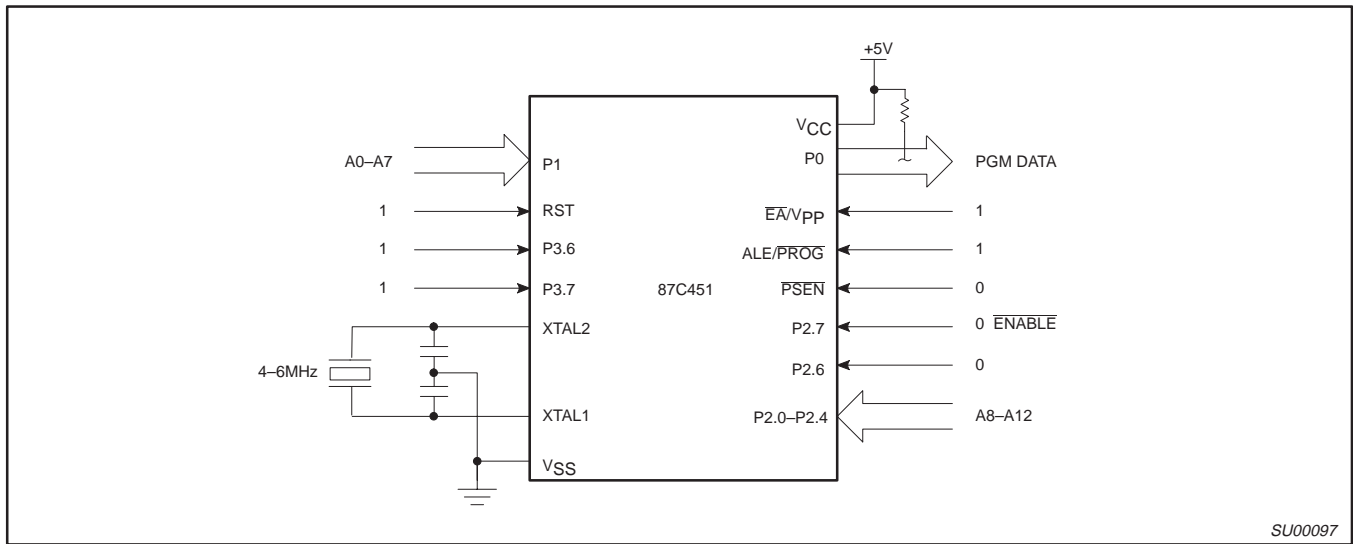 +5V
VCC
A0–A7
P1
P0
PGM DATA
1
RST
EA/VPP
1
1
P3.6
ALE/PROG
1
1
P3.7
87C451
PSEN
0
XTAL2
P2.7
0 ENABLE
4–6MHz
P2.6
0
XTAL1
P2.0–P2.4
A8–A12
VSS
SU00097